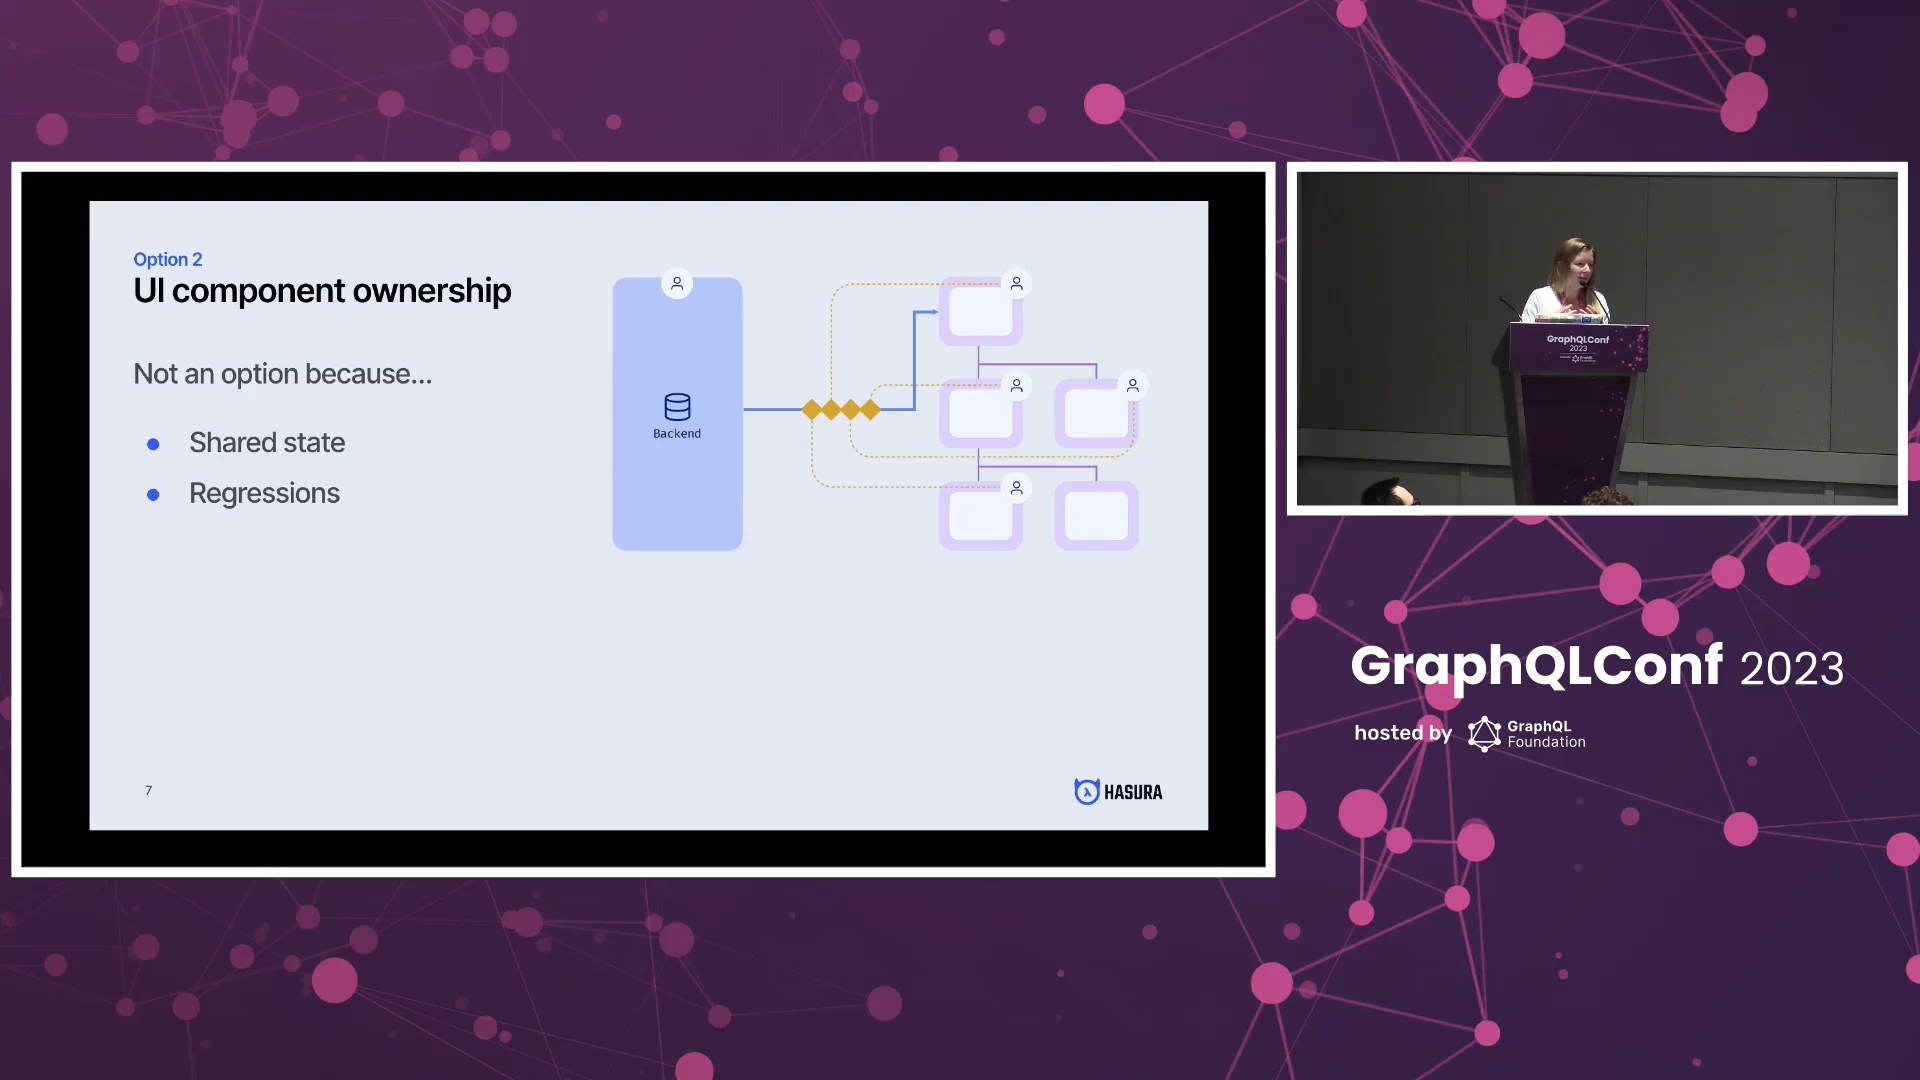 Option 2
UI component ownership
Not an option because...
Shared state
Regressions
Backend
7
HASURA
GraphQLConf
2023
GraphQLConf 2023
hosted by GraphQL Foundation